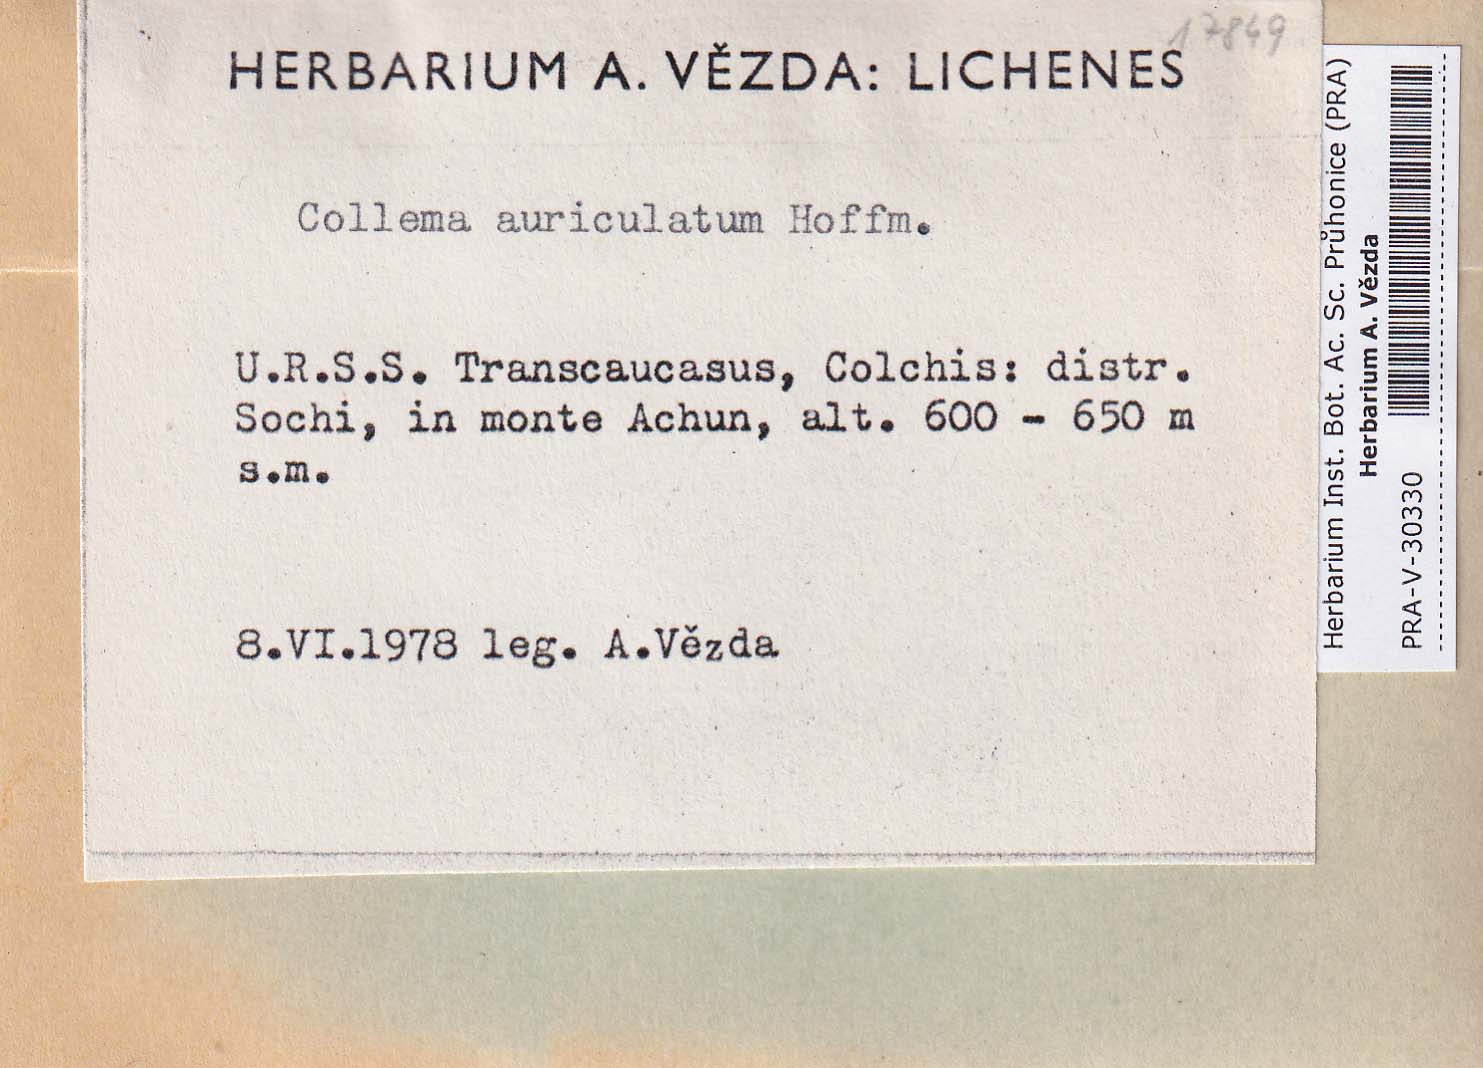 17849
HERBARIUM A. VĚZDA: LICHENES
Collema auriculatum Hoffm.
U.R.S.S. Transcaucasus, Colchis: distr.
Sochi, in monte Achun, alt. 600 - 650 m
s.m.
8.VI.1978 leg. A.Vězda
Herbarium Inst. Bot. Ac. Sc. Průhonice (PRA)
Herbarium A. Vězda
PRA-V-30330